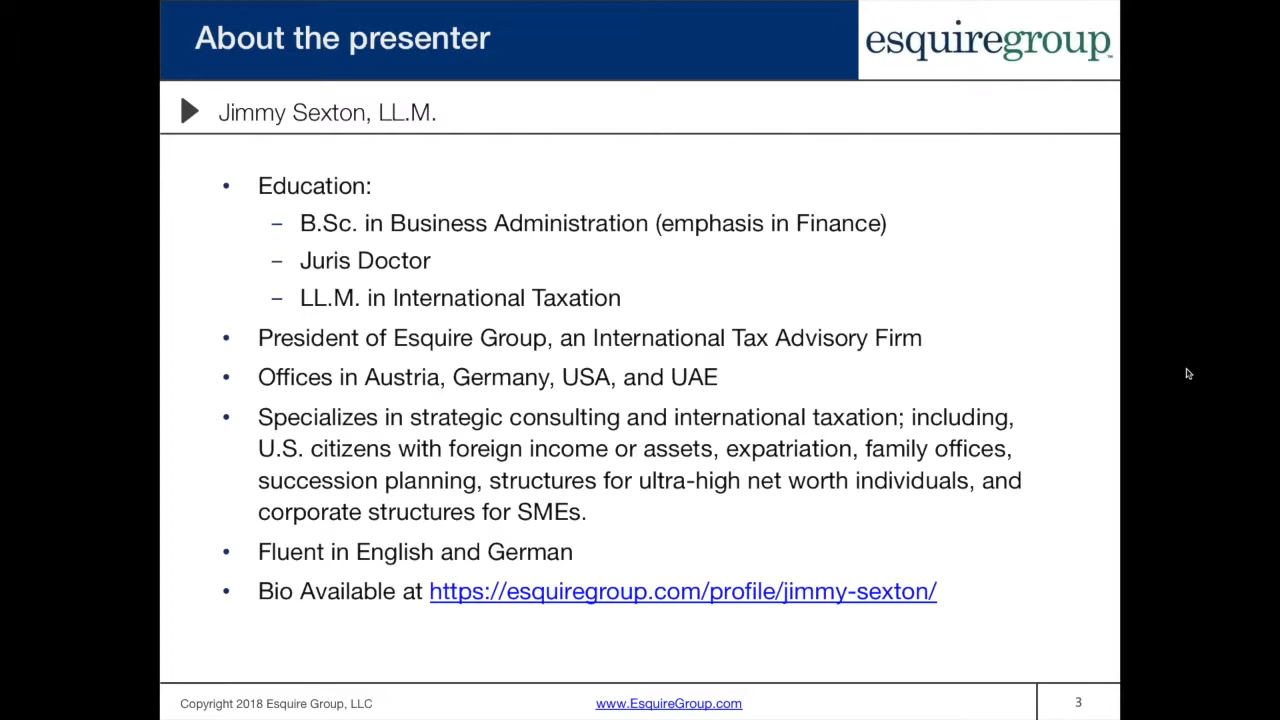 About the presenter
esquiregroup™
Jimmy Sexton, LL.M.
• Education:
– B.Sc. in Business Administration (emphasis in Finance)
– Juris Doctor
– LL.M. in International Taxation
• President of Esquire Group, an International Tax Advisory Firm
• Offices in Austria, Germany, USA, and UAE
• Specializes in strategic consulting and international taxation; including,
U.S. citizens with foreign income or assets, expatriation, family offices,
succession planning, structures for ultra-high net worth individuals, and
corporate structures for SMEs.
• Fluent in English and German
• Bio Available at https://esquiregroup.com/profile/jimmy-sexton/
Copyright 2018 Esquire Group, LLC
www.EsquireGroup.com
3